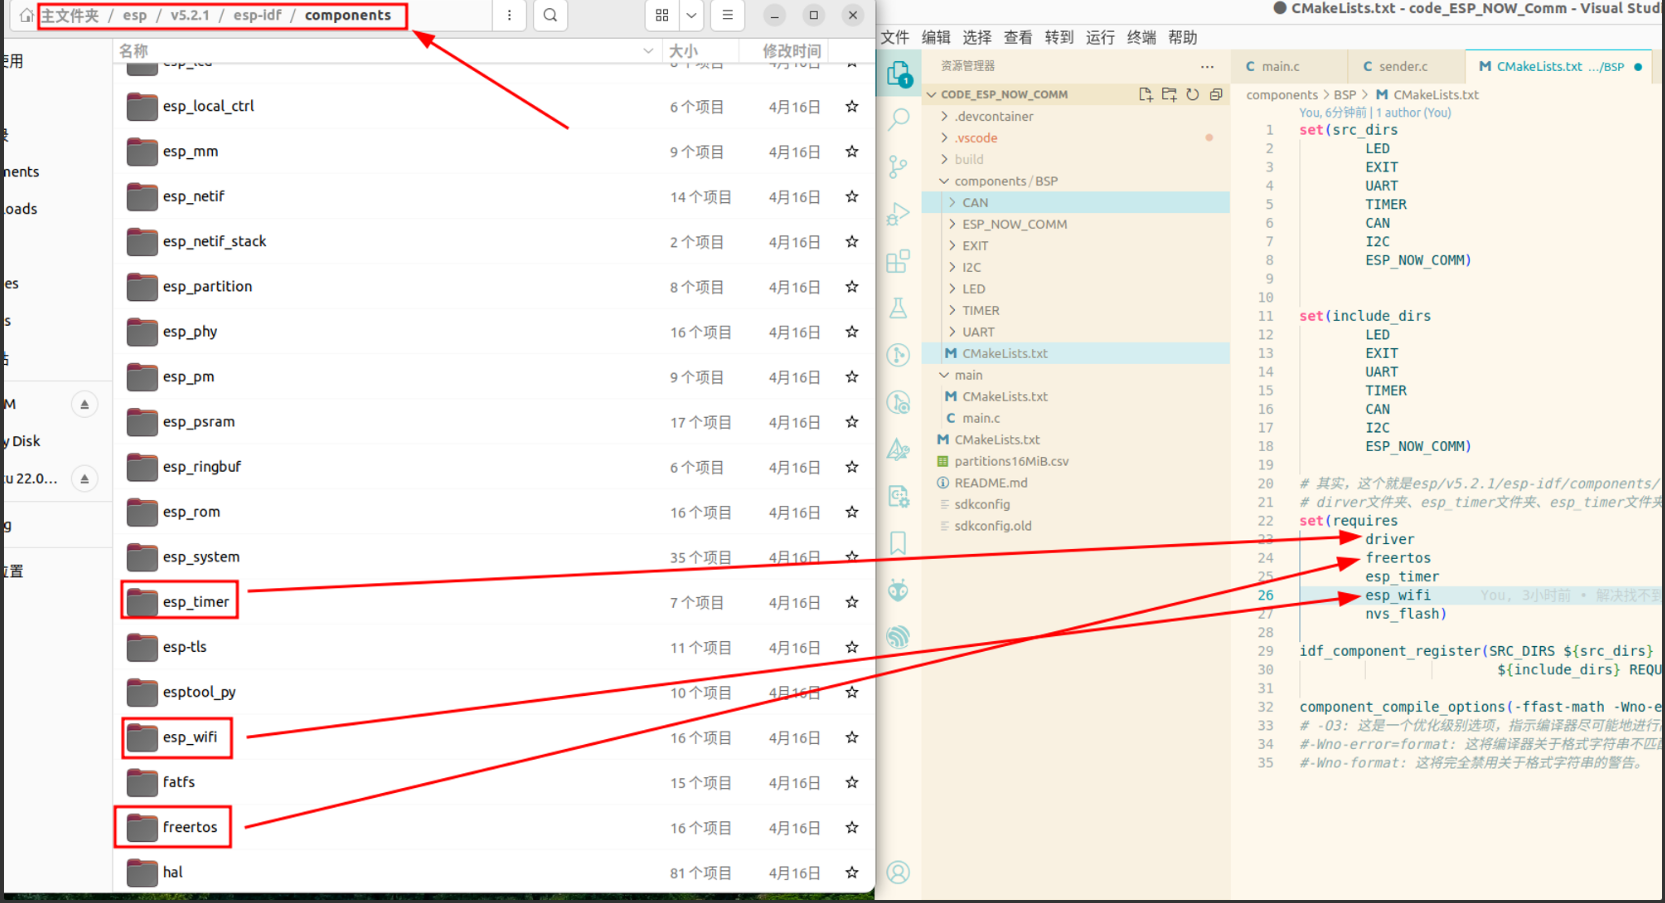 主文件夹 / esp / v5.2.1 / esp-idf / components
名称 大小 修改时间
使用
ments
oads
es
s
M
y Disk
tu 22.0...
g
位置
esp_local_ctrl 6 个项目 4月16日
esp_mm 9 个项目 4月16日
esp_netif 14 个项目 4月16日
esp_netif_stack 2 个项目 4月16日
esp_partition 8 个项目 4月16日
esp_phy 16 个项目 4月16日
esp_pm 9 个项目 4月16日
esp_psram 17 个项目 4月16日
esp_ringbuf 6 个项目 4月16日
esp_rom 16 个项目 4月16日
esp_system 35 个项目 4月16日
esp_timer 7 个项目 4月16日
esp-tls 11 个项目 4月16日
esptool_py 10 个项目 4月16日
esp_wifi 16 个项目 4月16日
fatfs 15 个项目 4月16日
freertos 16 个项目 4月16日
hal 81 个项目 4月16日
● CMakeLists.txt - code_ESP_NOW_Comm - Visual Studi
文件 编辑 选择 查看 转到 运行 终端 帮助
1
资源管理器 ...
CODE_ESP_NOW_COMM
.devcontainer
.vscode
build
components / BSP
CAN
ESP_NOW_COMM
EXIT
I2C
LED
TIMER
UART
M CMakeLists.txt
main
M CMakeLists.txt
C main.c
M CMakeLists.txt
partitions16MiB.csv
README.md
sdkconfig
sdkconfig.old
C main.c C sender.c M CMakeLists.txt .../BSP ●
components > BSP > M CMakeLists.txt
You, 6分钟前 | 1 author (You)
1 set(src_dirs
2 LED
3 EXIT
4 UART
5 TIMER
6 CAN
7 I2C
8 ESP_NOW_COMM)
9
10
11 set(include_dirs
12 LED
13 EXIT
14 UART
15 TIMER
16 CAN
17 I2C
18 ESP_NOW_COMM)
19
20 # 其实，这个就是esp/v5.2.1/esp-idf/components/
21 # dirver文件夹、esp_timer文件夹、esp_timer文件夹
22 set(requires
23 driver
24 freertos
25 esp_timer
26 esp_wifi You, 3小时前 • 解决找不到
27 nvs_flash)
28
29 idf_component_register(SRC_DIRS ${src_dirs}
30 ${include_dirs} REQU
31
32 component_compile_options(-ffast-math -Wno-e
33 # -O3: 这是一个优化级别选项，指示编译器尽可能地进行
34 #-Wno-error=format: 这将编译器关于格式字符串不匹配
35 #-Wno-format: 这将完全禁用关于格式字符串的警告。